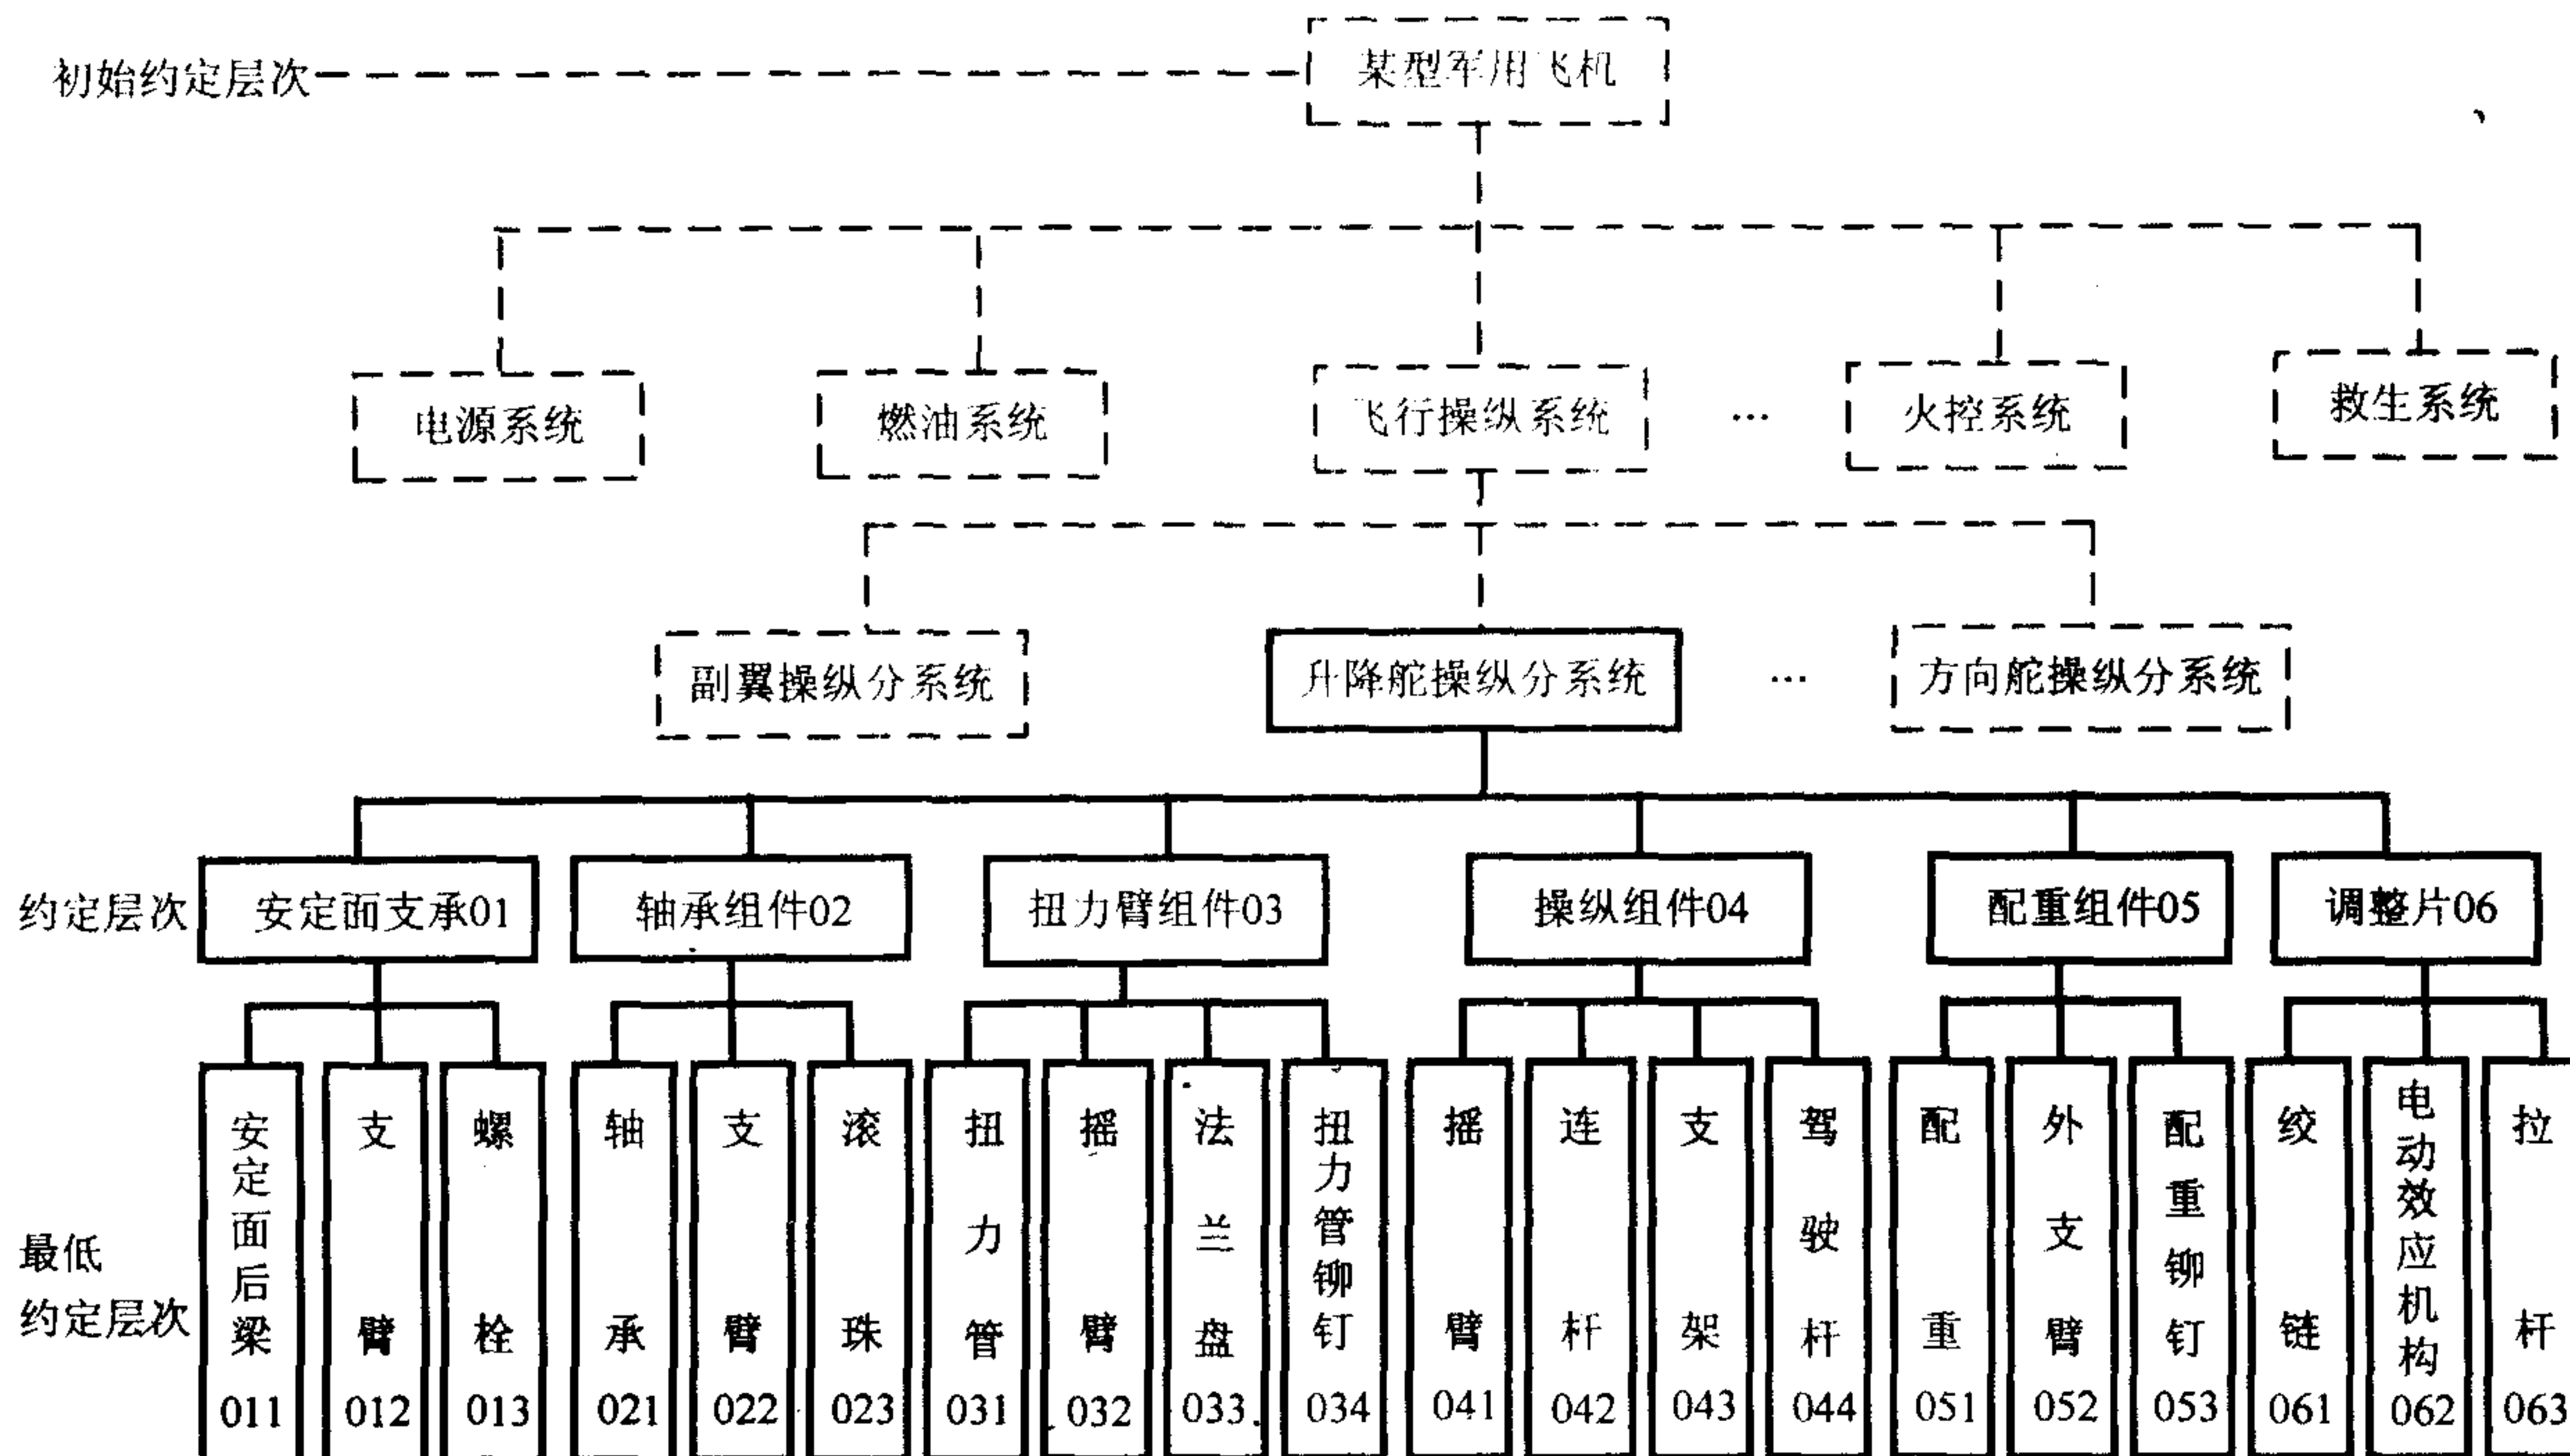 初始约定层次
某型军用飞机
电源系统
燃油系统
飞行操纵系统
…
火控系统
救生系统
副翼操纵分系统
升降舵操纵分系统
…
方向舵操纵分系统
约定层次
安定面支承01
轴承组件02
扭力臂组件03
操纵组件04
配重组件05
调整片06
最低
约定层次
安定面后梁
011
支臂
012
螺栓
013
轴承
021
支臂
022
滚珠
023
扭力管
031
摇臂
032
法兰盘
033
扭力管铆钉
034
摇臂
041
连杆
042
支架
043
驾驶杆
044
配重
051
外支臂
052
配重铆钉
053
绞链
061
电动效应机构
062
拉杆
063